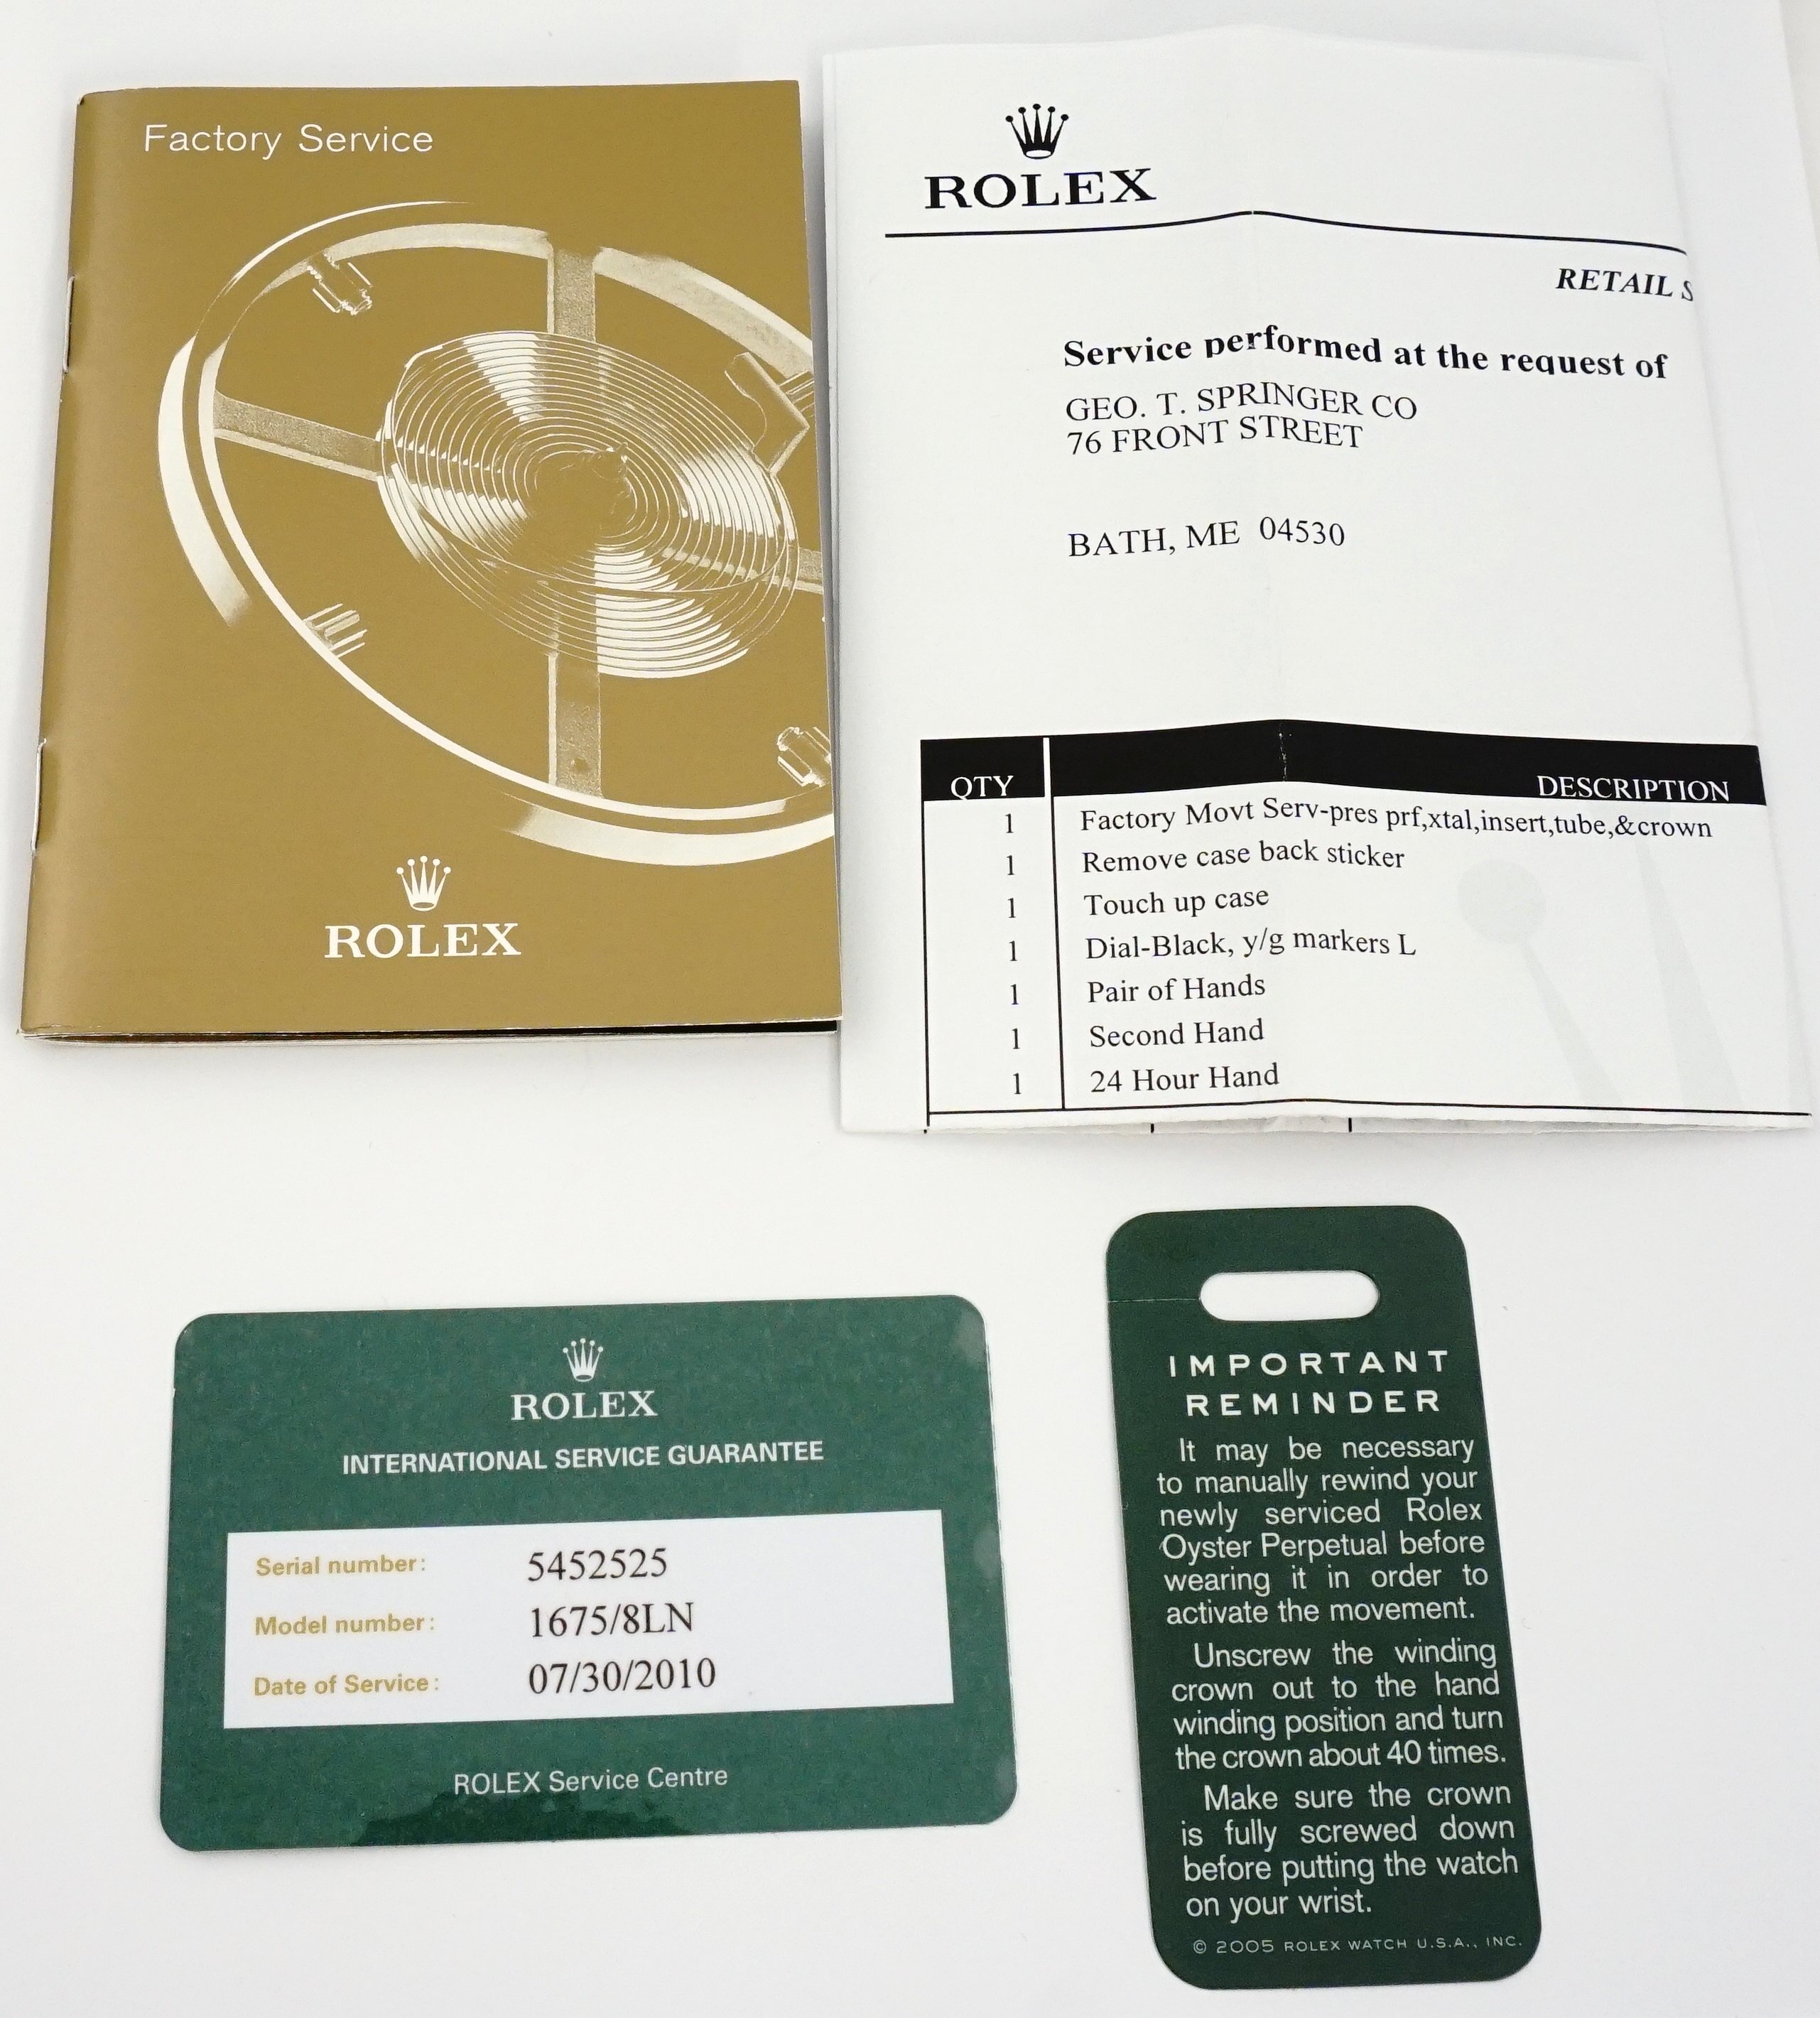 Factory Service
ROLEX
ROLEX
RETAIL S
Service performed at the request of
GEO. T. SPRINGER CO
76 FRONT STREET
BATH, ME 04530
QTY DESCRIPTION
1 Factory Movt Serv-pres prf,xtal,insert,tube,&crown
1 Remove case back sticker
1 Touch up case
1 Dial-Black, y/g markers L
1 Pair of Hands
1 Second Hand
1 24 Hour Hand
ROLEX
INTERNATIONAL SERVICE GUARANTEE
Serial number: 5452525
Model number: 1675/8LN
Date of Service: 07/30/2010
ROLEX Service Centre
IMPORTANT
REMINDER
It may be necessary
to manually rewind your
newly serviced Rolex
Oyster Perpetual before
wearing it in order to
activate the movement.
Unscrew the winding
crown out to the hand
winding position and turn
the crown about 40 times.
Make sure the crown
is fully screwed down
before putting the watch
on your wrist.
© 2005 ROLEX WATCH U.S.A., INC.